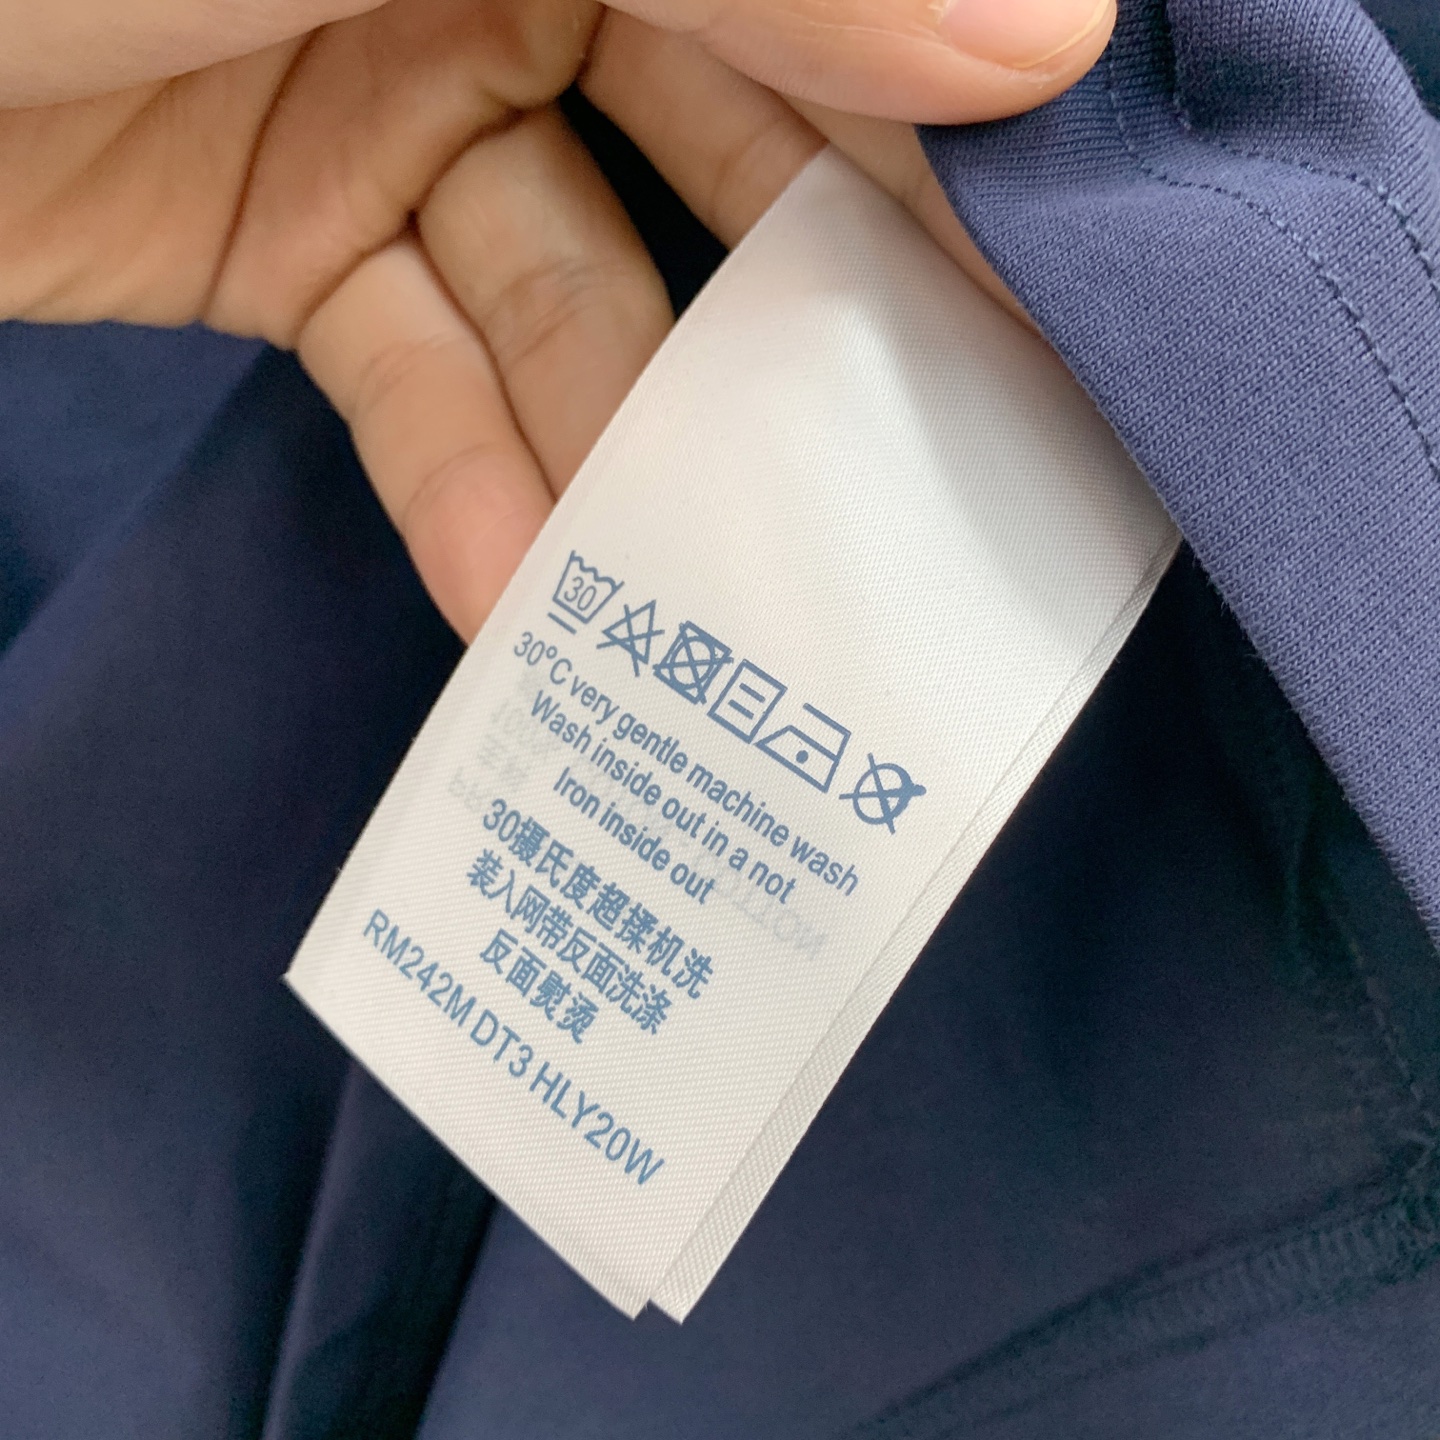 30
30°C very gentle machine wash
Wash inside out in a not
Iron inside out
30摄氏度超揉机洗
装入网带反面洗涤
反面熨烫
RM242M DT3 HLY20W